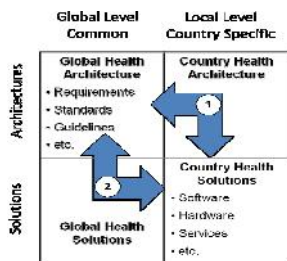 Global Level
Common
Local Level
Country Specific
Architectures
Global Health
Architecture
• Requirements
• Standards
• Guidelines
• etc.
Country Health
Architecture
1
Solutions
2
Global Health
Solutions
Country Health
Solutions
• Software
• Hardware
• Services
• etc.